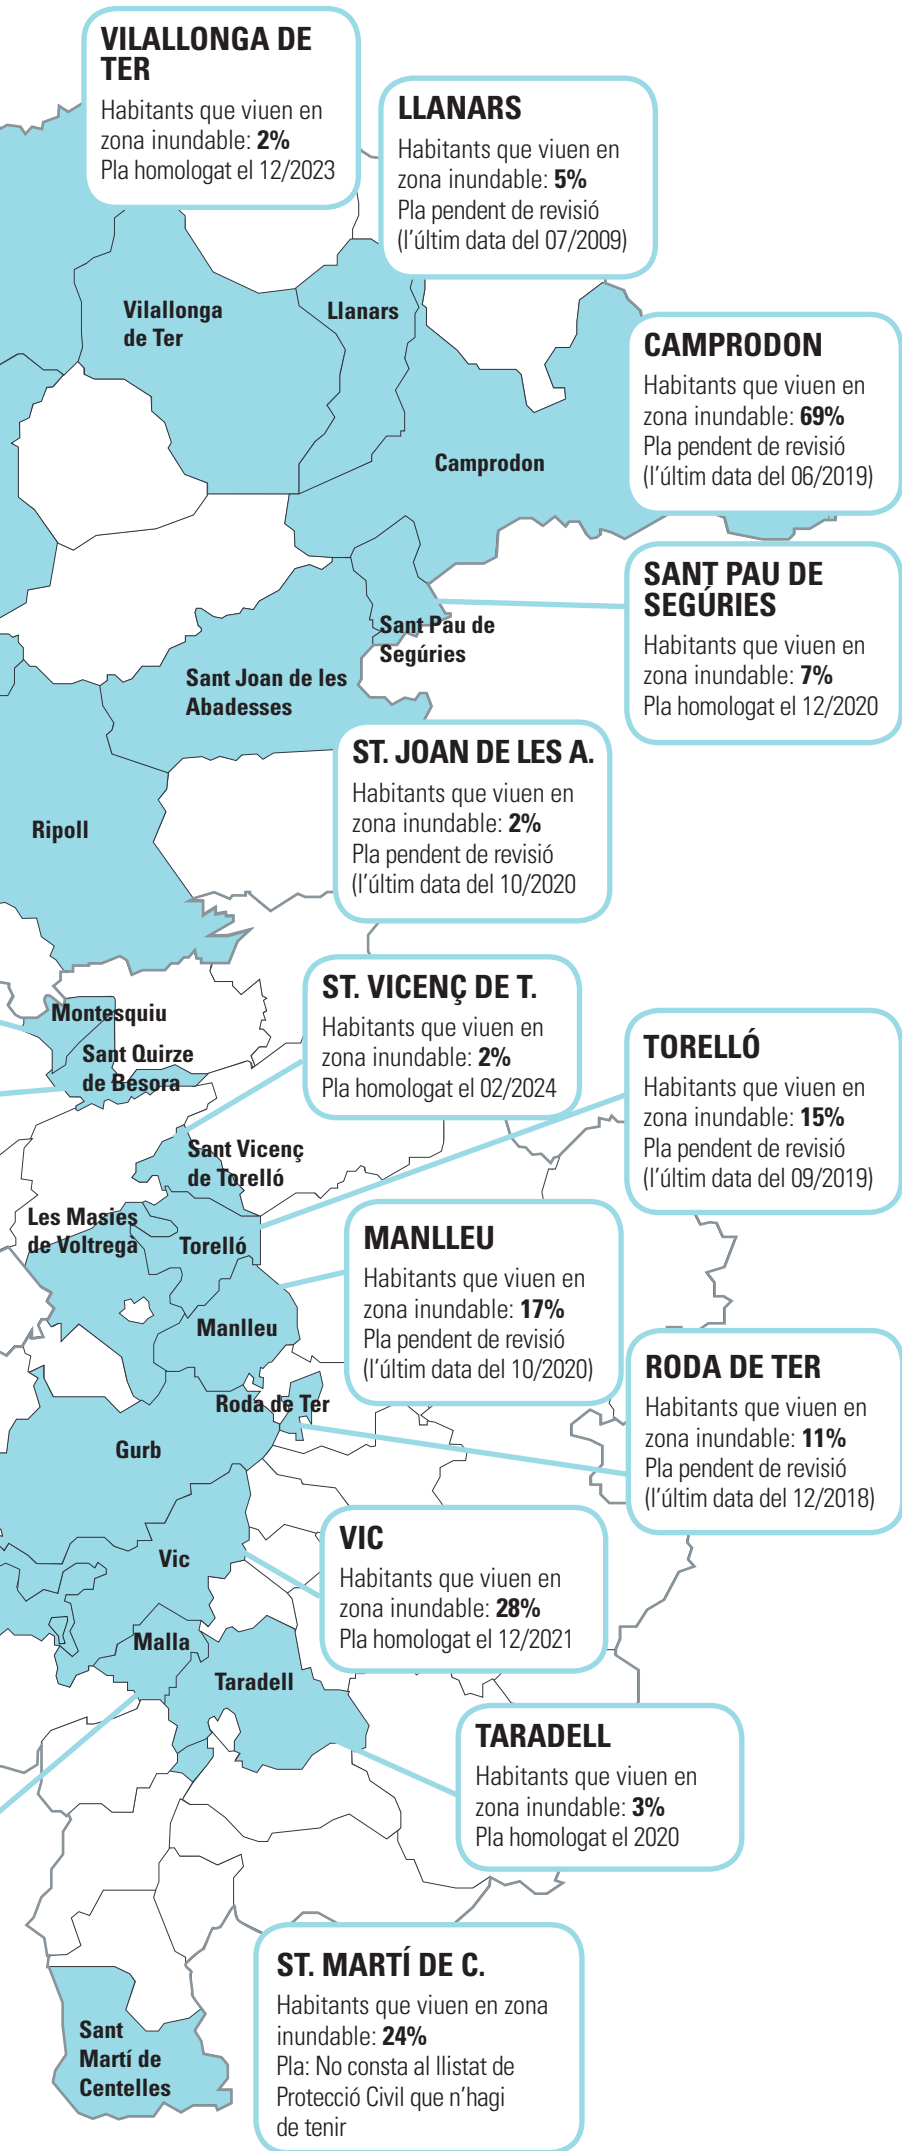 VILALLONGA DE
TER
Habitants que viuen en
zona inundable: 2%
Pla homologat el 12/2023
LLANARS
Habitants que viuen en
zona inundable: 5%
Pla pendent de revisió
(l'últim data del 07/2009)
Vilallonga
de Ter
Llanars
CAMPRODON
Habitants que viuen en
zona inundable: 69%
Pla pendent de revisió
(l'últim data del 06/2019)
Camprodon
SANT PAU DE
SEGÚRIES
Habitants que viuen en
zona inundable: 7%
Pla homologat el 12/2020
Sant Pau de
Segúries
Sant Joan de les
Abadesses
ST. JOAN DE LES A.
Habitants que viuen en
zona inundable: 2%
Pla pendent de revisió
(l'últim data del 10/2020
Ripoll
ST. VICENÇ DE T.
Habitants que viuen en
zona inundable: 2%
Pla homologat el 02/2024
Montesquiu
Sant Quirze
de Besora
TORELLÓ
Habitants que viuen en
zona inundable: 15%
Pla pendent de revisió
(l'últim data del 09/2019)
Sant Vicenç
de Torelló
Les Masies
de Voltregà
Torelló
MANLLEU
Habitants que viuen en
zona inundable: 17%
Pla pendent de revisió
(l'últim data del 10/2020)
Manlleu
RODA DE TER
Habitants que viuen en
zona inundable: 11%
Pla pendent de revisió
(l'últim data del 12/2018)
Roda de Ter
Gurb
VIC
Habitants que viuen en
zona inundable: 28%
Pla homologat el 12/2021
Vic
Malla
Taradell
TARADELL
Habitants que viuen en
zona inundable: 3%
Pla homologat el 2020
ST. MARTÍ DE C.
Habitants que viuen en zona
inundable: 24%
Pla: No consta al llistat de
Protecció Civil que n'hagi
de tenir
Sant
Martí de
Centelles